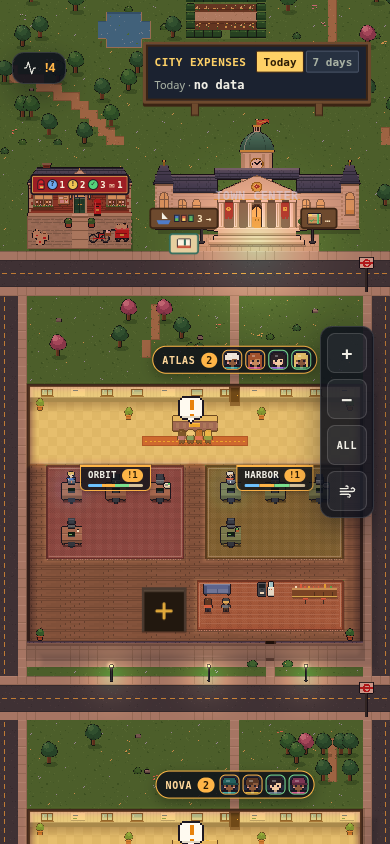 CITY EXPENSES Today 7 days
!4
Today · no data
1 ! 2 3 1
3 →
...
ATLAS 2
!
+
−
ALL
ORBIT !1
HARBOR !1
+
NOVA 2
!